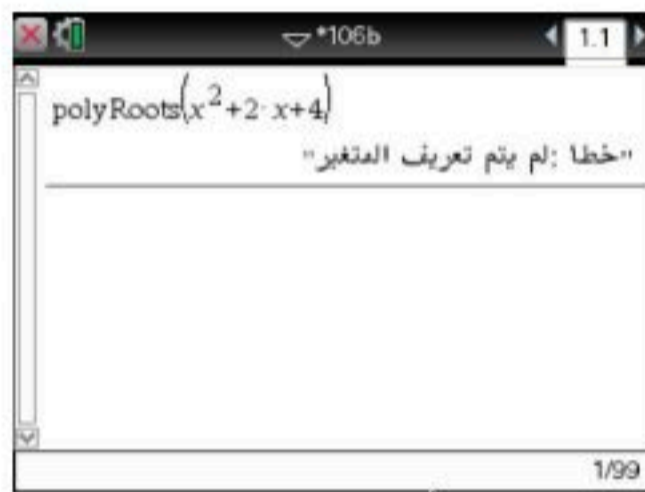 *106b
1.1
polyRoots(x²+2·x+4)
"خطا :لم يتم تعريف المتغير"
1/99